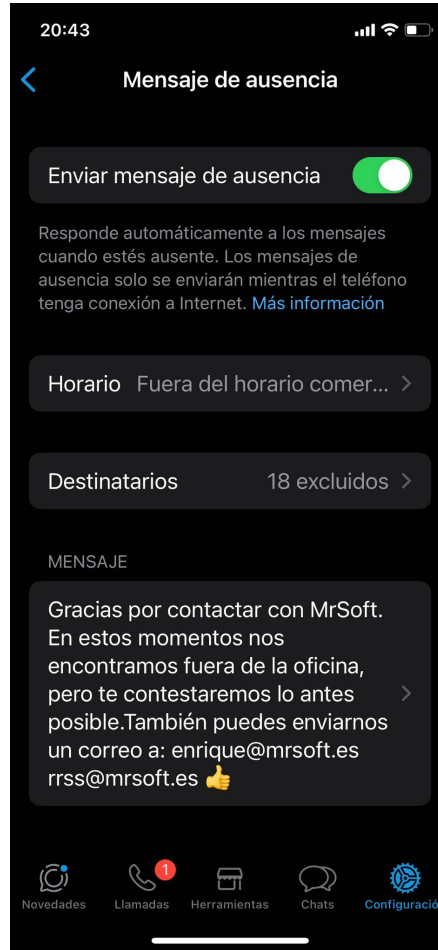 20:43
Mensaje de ausencia
Enviar mensaje de ausencia
Responde automáticamente a los mensajes
cuando estés ausente. Los mensajes de
ausencia solo se enviarán mientras el teléfono
tenga conexión a Internet. Más información
Horario Fuera del horario comer...
Destinatarios 18 excluidos
MENSAJE
Gracias por contactar con MrSoft.
En estos momentos nos
encontramos fuera de la oficina,
pero te contestaremos lo antes
posible.También puedes enviarnos
un correo a: enrique@mrsoft.es
rrss@mrsoft.es 👍
1
Novedades Llamadas Herramientas Chats Configuració